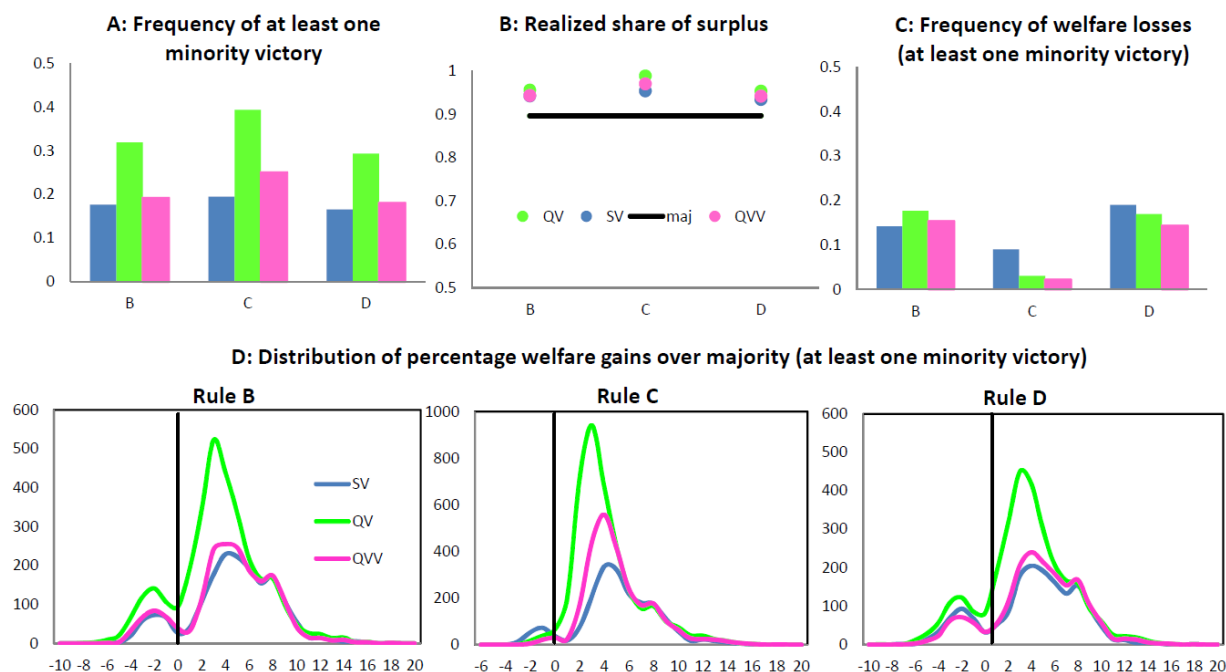 A: Frequency of at least one
minority victory
0.5
0.4
0.3
0.2
0.1
0
B C D
B: Realized share of surplus
1
0.9
0.8
0.7
0.6
0.5
QV SV maj QVV
B C D
C: Frequency of welfare losses
(at least one minority victory)
0.5
0.4
0.3
0.2
0.1
0
B C D
D: Distribution of percentage welfare gains over majority (at least one minority victory)
Rule B
600
500
400
300
200
100
0
SV
QV
QVV
-10 -8 -6 -4 -2 0 2 4 6 8 10 12 14 16 18 20
Rule C
1000
800
600
400
200
0
-6 -4 -2 0 2 4 6 8 10 12 14 16 18 20
Rule D
600
500
400
300
200
100
0
-10 -8 -6 -4 -2 0 2 4 6 8 10 12 14 16 18 20